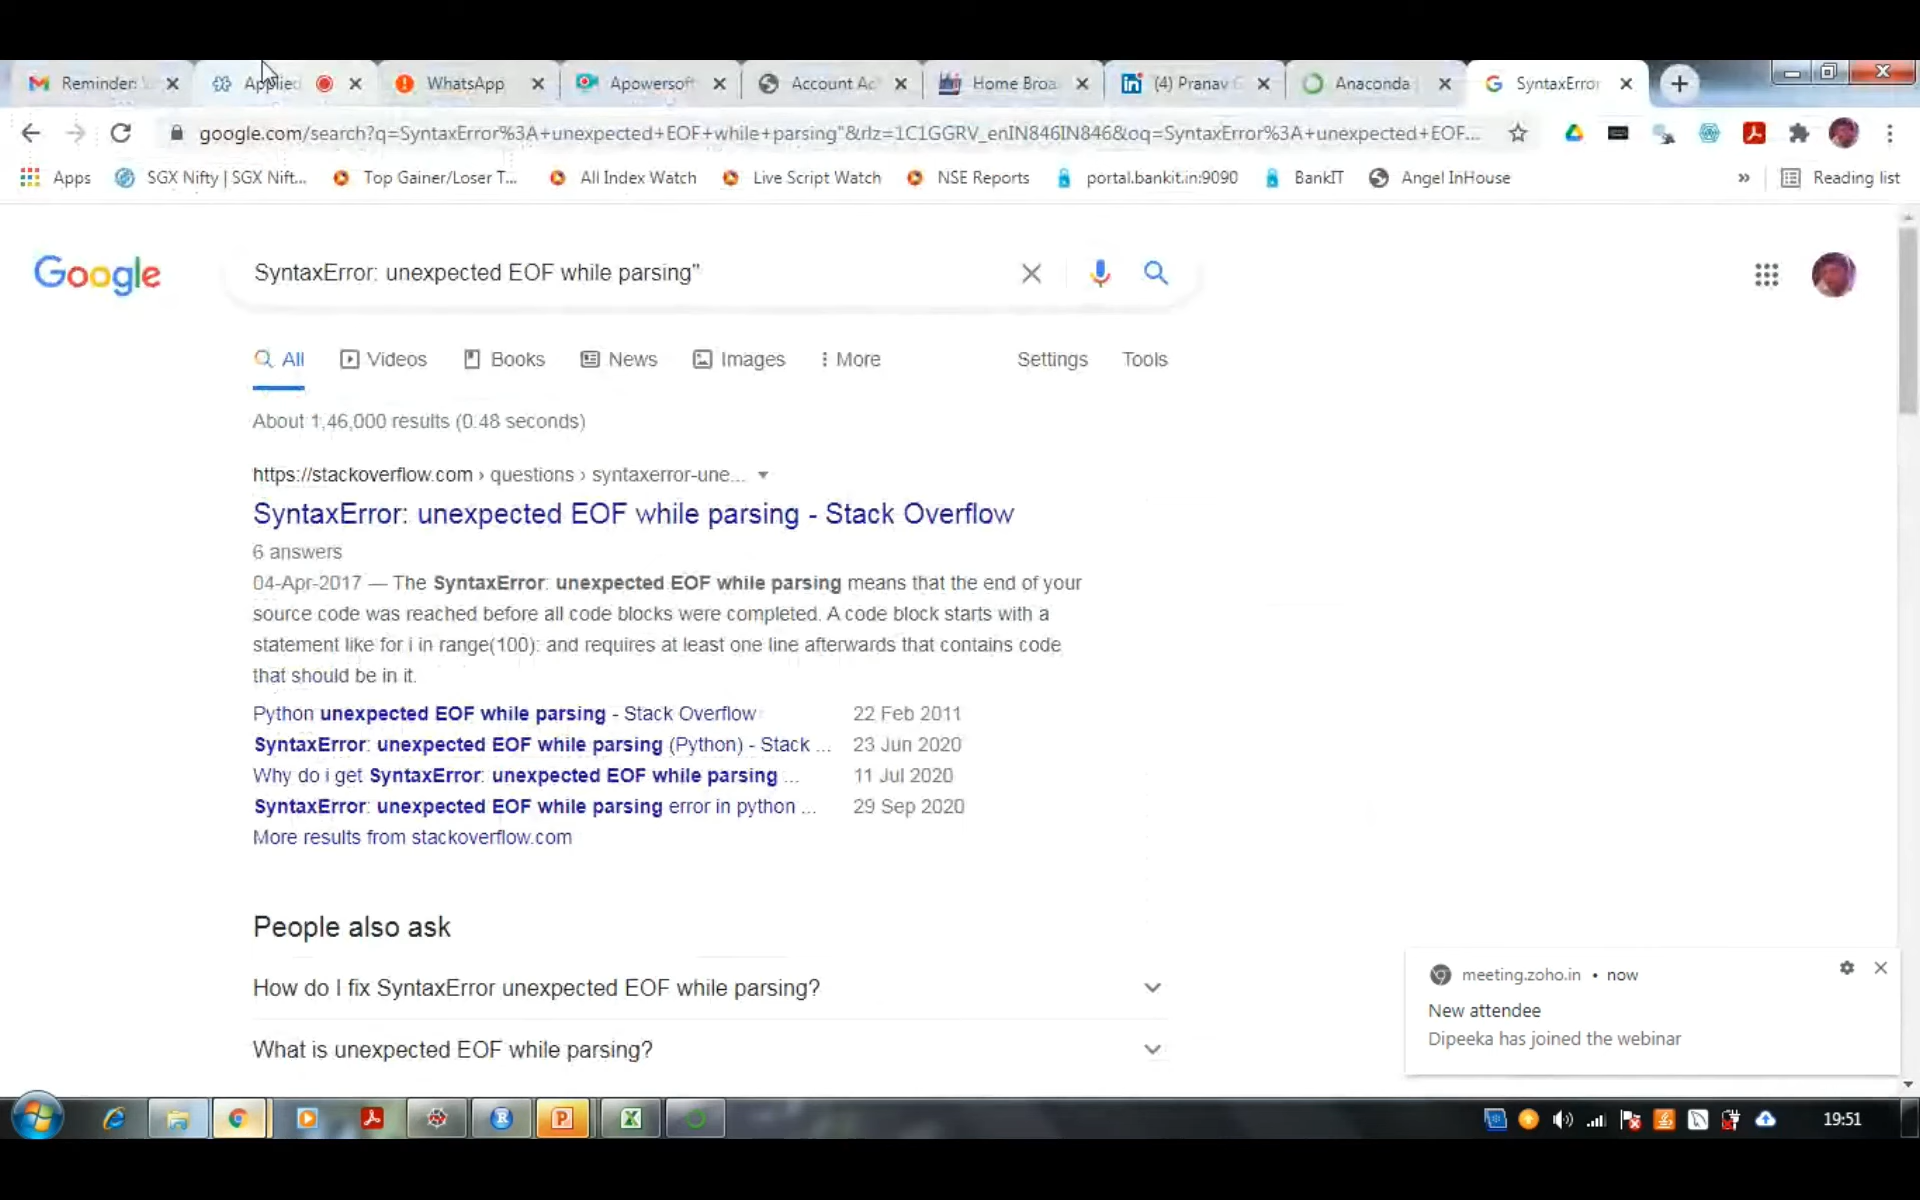 Reminder:
Applied
WhatsApp
Apowersoft
Account Ac
Home Broa
(4) Pranav G
Anaconda
SyntaxError
google.com/search?q=SyntaxError%3A+unexpected+EOF+while+parsing"&rlz=1C1GGRV_enIN846IN846&oq=SyntaxError%3A+unexpected+EOF...
Apps
SGX Nifty | SGX Nift...
Top Gainer/Loser T...
All Index Watch
Live Script Watch
NSE Reports
portal.bankit.in:9090
BankIT
Angel InHouse
»
Reading list
Google
SyntaxError: unexpected EOF while parsing"
All
Videos
Books
News
Images
More
Settings
Tools
About 1,46,000 results (0.48 seconds)
https://stackoverflow.com › questions › syntaxerror-une...
SyntaxError: unexpected EOF while parsing - Stack Overflow
6 answers
04-Apr-2017 — The SyntaxError: unexpected EOF while parsing means that the end of your
source code was reached before all code blocks were completed. A code block starts with a
statement like for i in range(100): and requires at least one line afterwards that contains code
that should be in it.
Python unexpected EOF while parsing - Stack Overflow 22 Feb 2011
SyntaxError: unexpected EOF while parsing (Python) - Stack ... 23 Jun 2020
Why do i get SyntaxError: unexpected EOF while parsing ... 11 Jul 2020
SyntaxError: unexpected EOF while parsing error in python ... 29 Sep 2020
More results from stackoverflow.com
People also ask
How do I fix SyntaxError unexpected EOF while parsing?
What is unexpected EOF while parsing?
meeting.zoho.in • now
New attendee
Dipeeka has joined the webinar
19:51